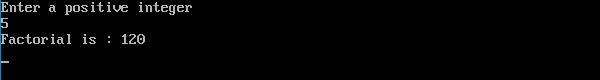 Enter a positive integer
5
Factorial is : 120